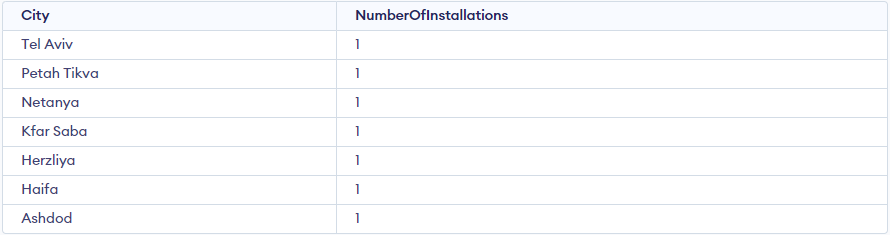 City NumberOfInstallations
Tel Aviv 1
Petah Tikva 1
Netanya 1
Kfar Saba 1
Herzliya 1
Haifa 1
Ashdod 1